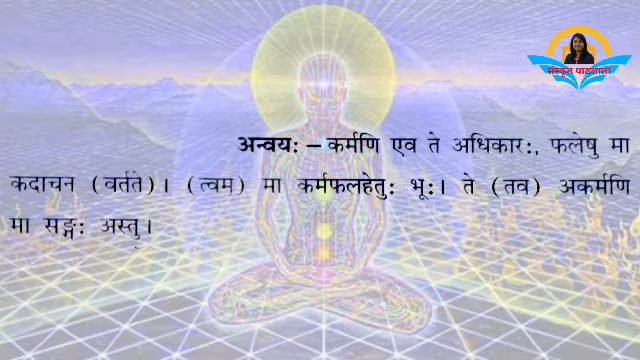 संस्कृत पाठशाला
अन्वयः – कर्मणि एव ते अधिकारः, फलेषु मा
कदाचन (वर्तते)। (त्वम्) मा कर्मफलहेतुः भूः। ते (तव) अकर्मणि
मा सङ्गः अस्तु।